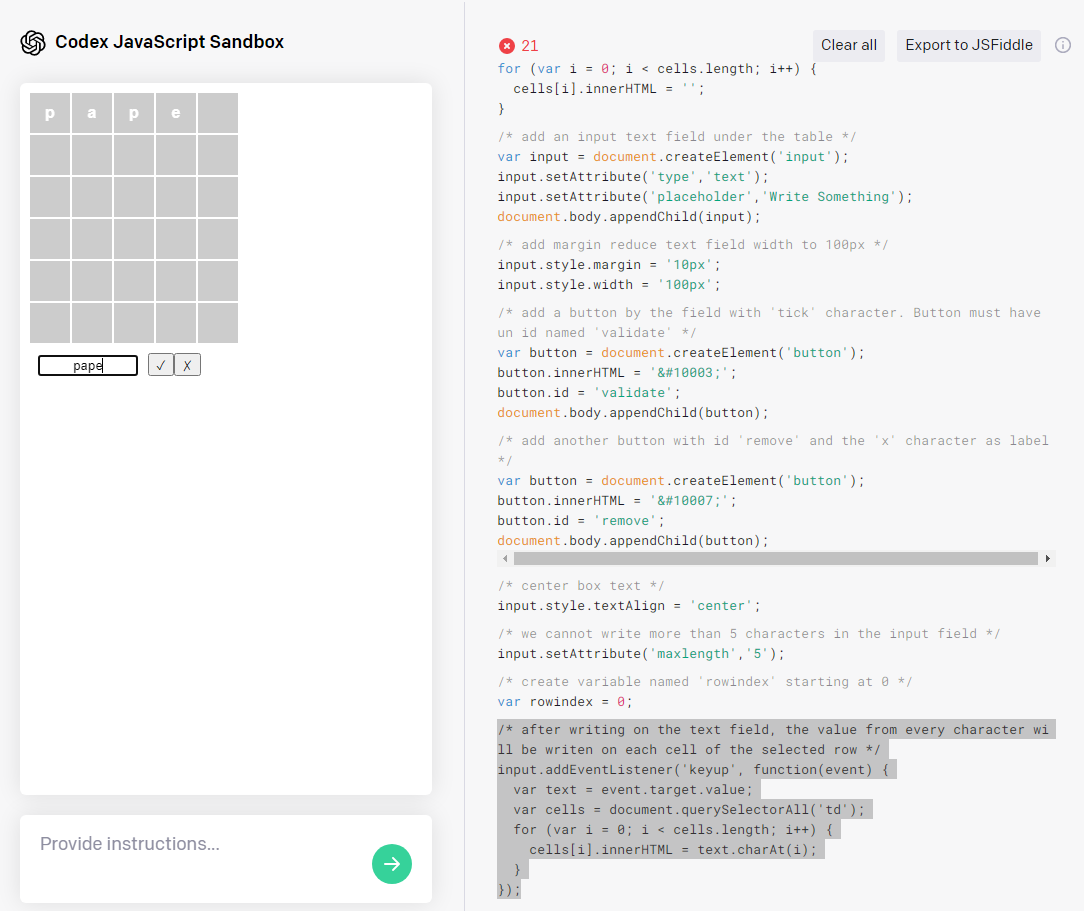 Codex JavaScript Sandbox
p a p e
pape
✓ ✗
Provide instructions...
21
Clear all
Export to JSFiddle
for (var i = 0; i < cells.length; i++) {
  cells[i].innerHTML = '';
}
/* add an input text field under the table */
var input = document.createElement('input');
input.setAttribute('type','text');
input.setAttribute('placeholder','Write Something');
document.body.appendChild(input);
/* add margin reduce text field width to 100px */
input.style.margin = '10px';
input.style.width = '100px';
/* add a button by the field with 'tick' character. Button must have
un id named 'validate' */
var button = document.createElement('button');
button.innerHTML = '&#10003;';
button.id = 'validate';
document.body.appendChild(button);
/* add another button with id 'remove' and the 'x' character as label
*/
var button = document.createElement('button');
button.innerHTML = '&#10007;';
button.id = 'remove';
document.body.appendChild(button);
/* center box text */
input.style.textAlign = 'center';
/* we cannot write more than 5 characters in the input field */
input.setAttribute('maxlength','5');
/* create variable named 'rowindex' starting at 0 */
var rowindex = 0;
/* after writing on the text field, the value from every character wi
ll be writen on each cell of the selected row */
input.addEventListener('keyup', function(event) {
  var text = event.target.value;
  var cells = document.querySelectorAll('td');
  for (var i = 0; i < cells.length; i++) {
    cells[i].innerHTML = text.charAt(i);
  }
});